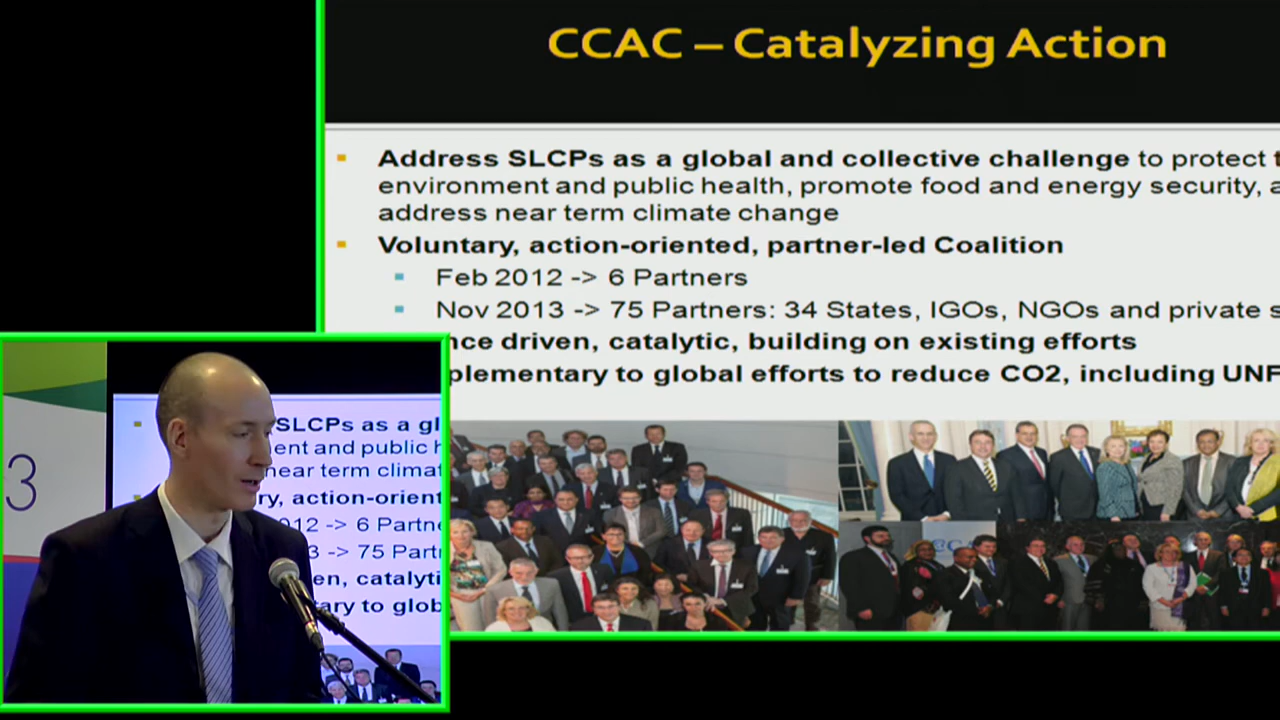 CCAC – Catalyzing Action
Address SLCPs as a global and collective challenge to protect
environment and public health, promote food and energy security,
address near term climate change
Voluntary, action-oriented, partner-led Coalition
Feb 2012 -> 6 Partners
Nov 2013 -> 75 Partners: 34 States, IGOs, NGOs and private s
nce driven, catalytic, building on existing efforts
plementary to global efforts to reduce CO2, including UNF
3
SLCPs as a gl
ent and public h
near term climat
ry, action-orient
012 -> 6 Partne
3 -> 75 Partn
en, catalyti
tary to glob